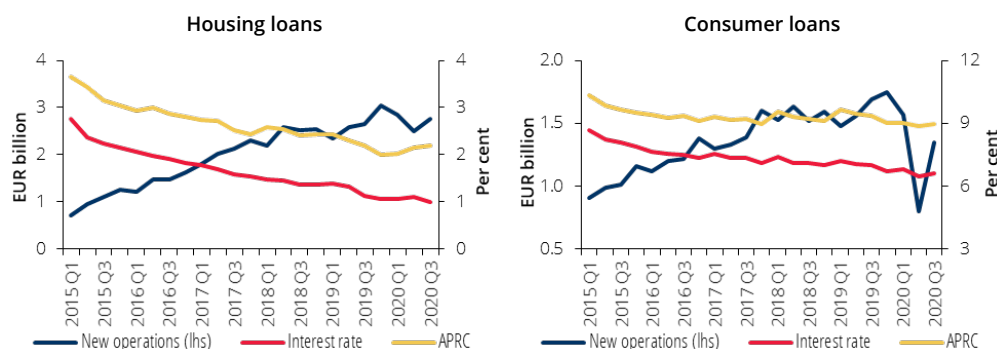 Housing loans
4
3
2
1
0
EUR billion
4
3
2
1
0
Per cent
2015 Q1
2015 Q3
2016 Q1
2016 Q3
2017 Q1
2017 Q3
2018 Q1
2018 Q3
2019 Q1
2019 Q3
2020 Q1
2020 Q3
New operations (lhs) Interest rate APRC
Consumer loans
2.0
1.5
1.0
0.5
EUR billion
12
9
6
3
Per cent
2015 Q1
2015 Q3
2016 Q1
2016 Q3
2017 Q1
2017 Q3
2018 Q1
2018 Q3
2019 Q1
2019 Q3
2020 Q1
2020 Q3
New operations (lhs) Interest rate APRC